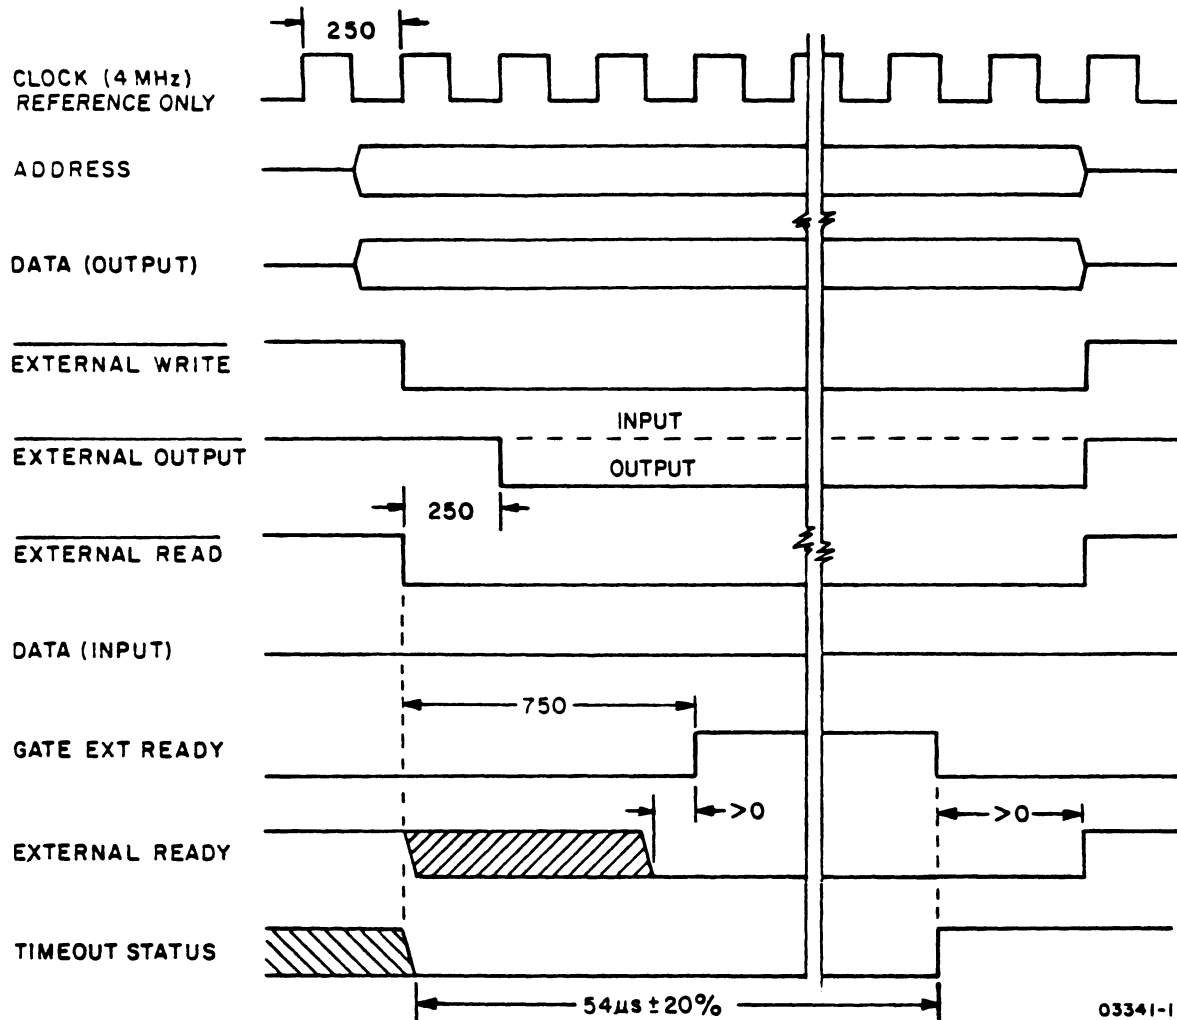 250
CLOCK (4 MHz)
REFERENCE ONLY
ADDRESS
DATA (OUTPUT)
EXTERNAL WRITE
INPUT
EXTERNAL OUTPUT
OUTPUT
250
EXTERNAL READ
DATA (INPUT)
750
GATE EXT READY
>0
>0
EXTERNAL READY
TIMEOUT STATUS
54µs ± 20%
03341-1